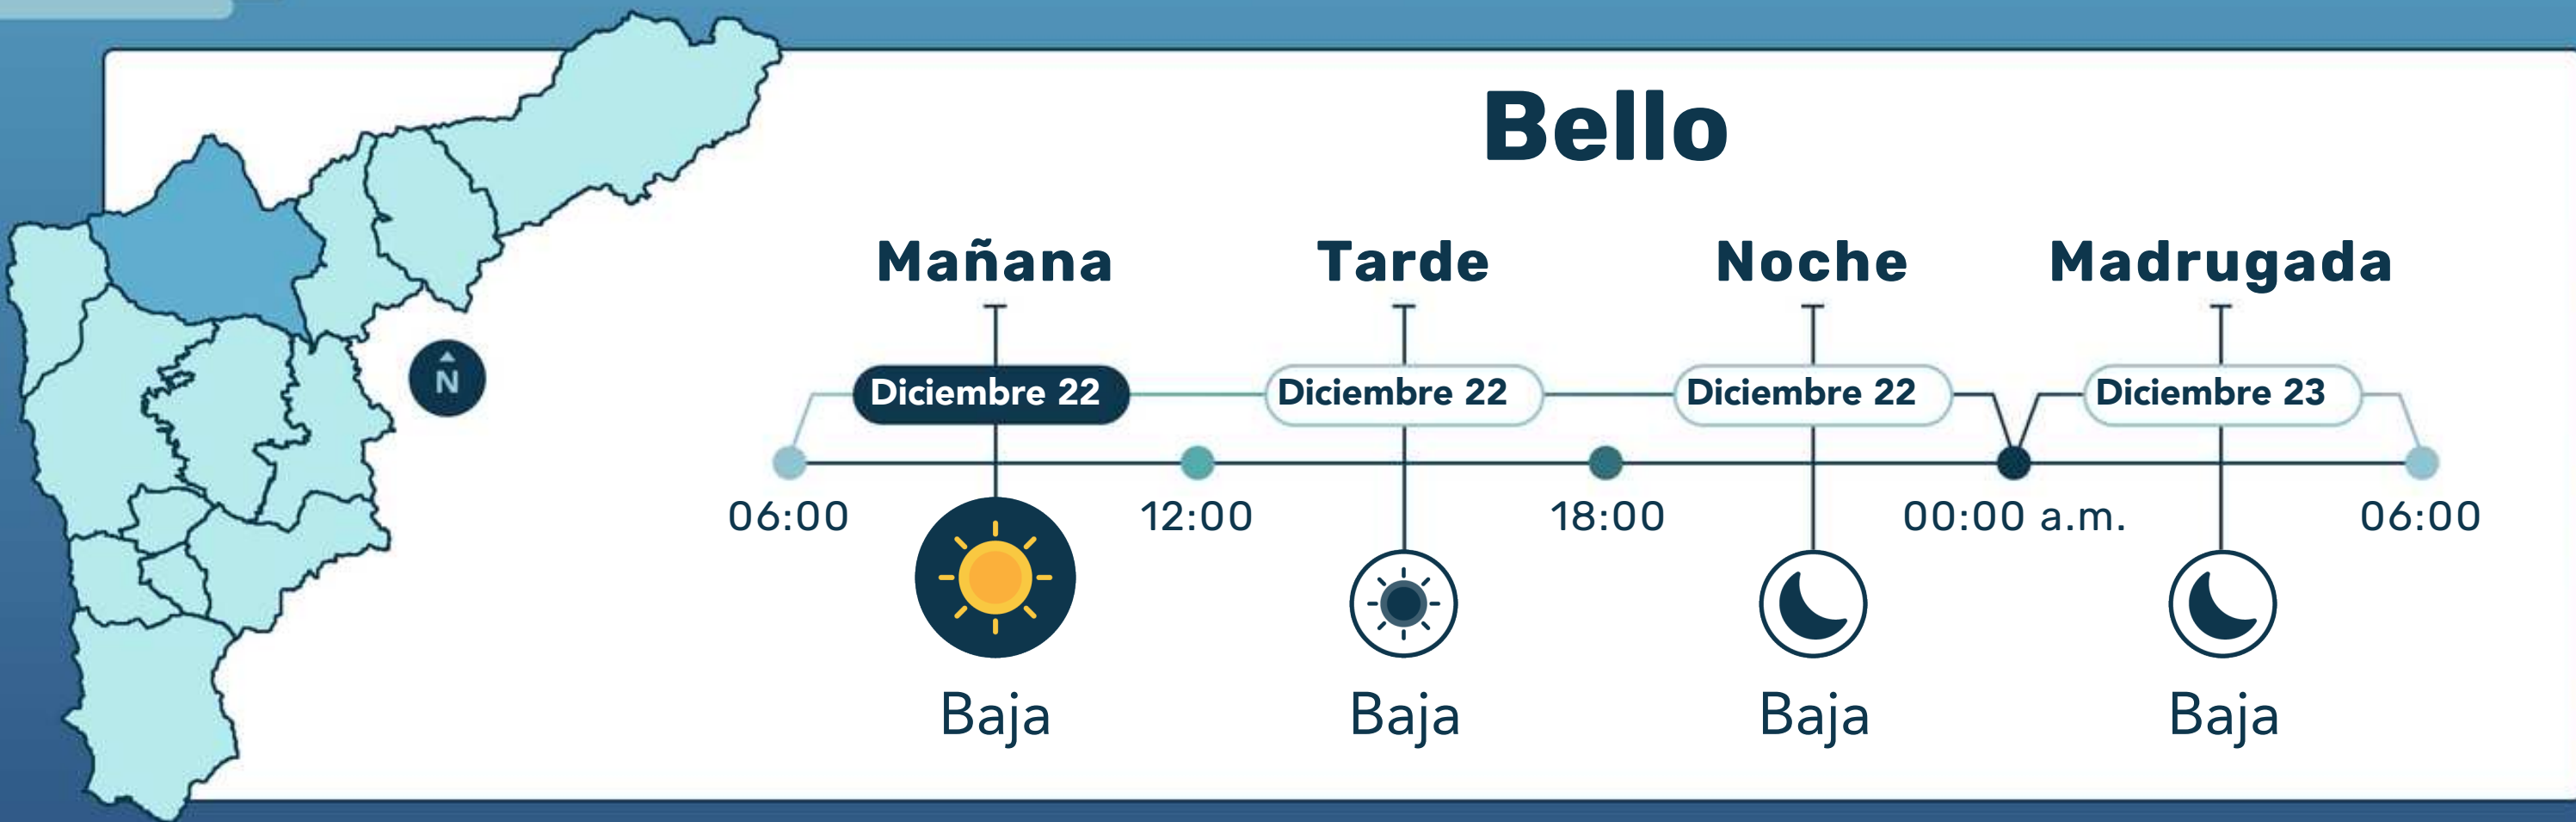 Bello
Mañana Tarde Noche Madrugada
Diciembre 22 Diciembre 22 Diciembre 22 Diciembre 23
N
06:00 12:00 18:00 00:00 a.m. 06:00
Baja Baja Baja Baja